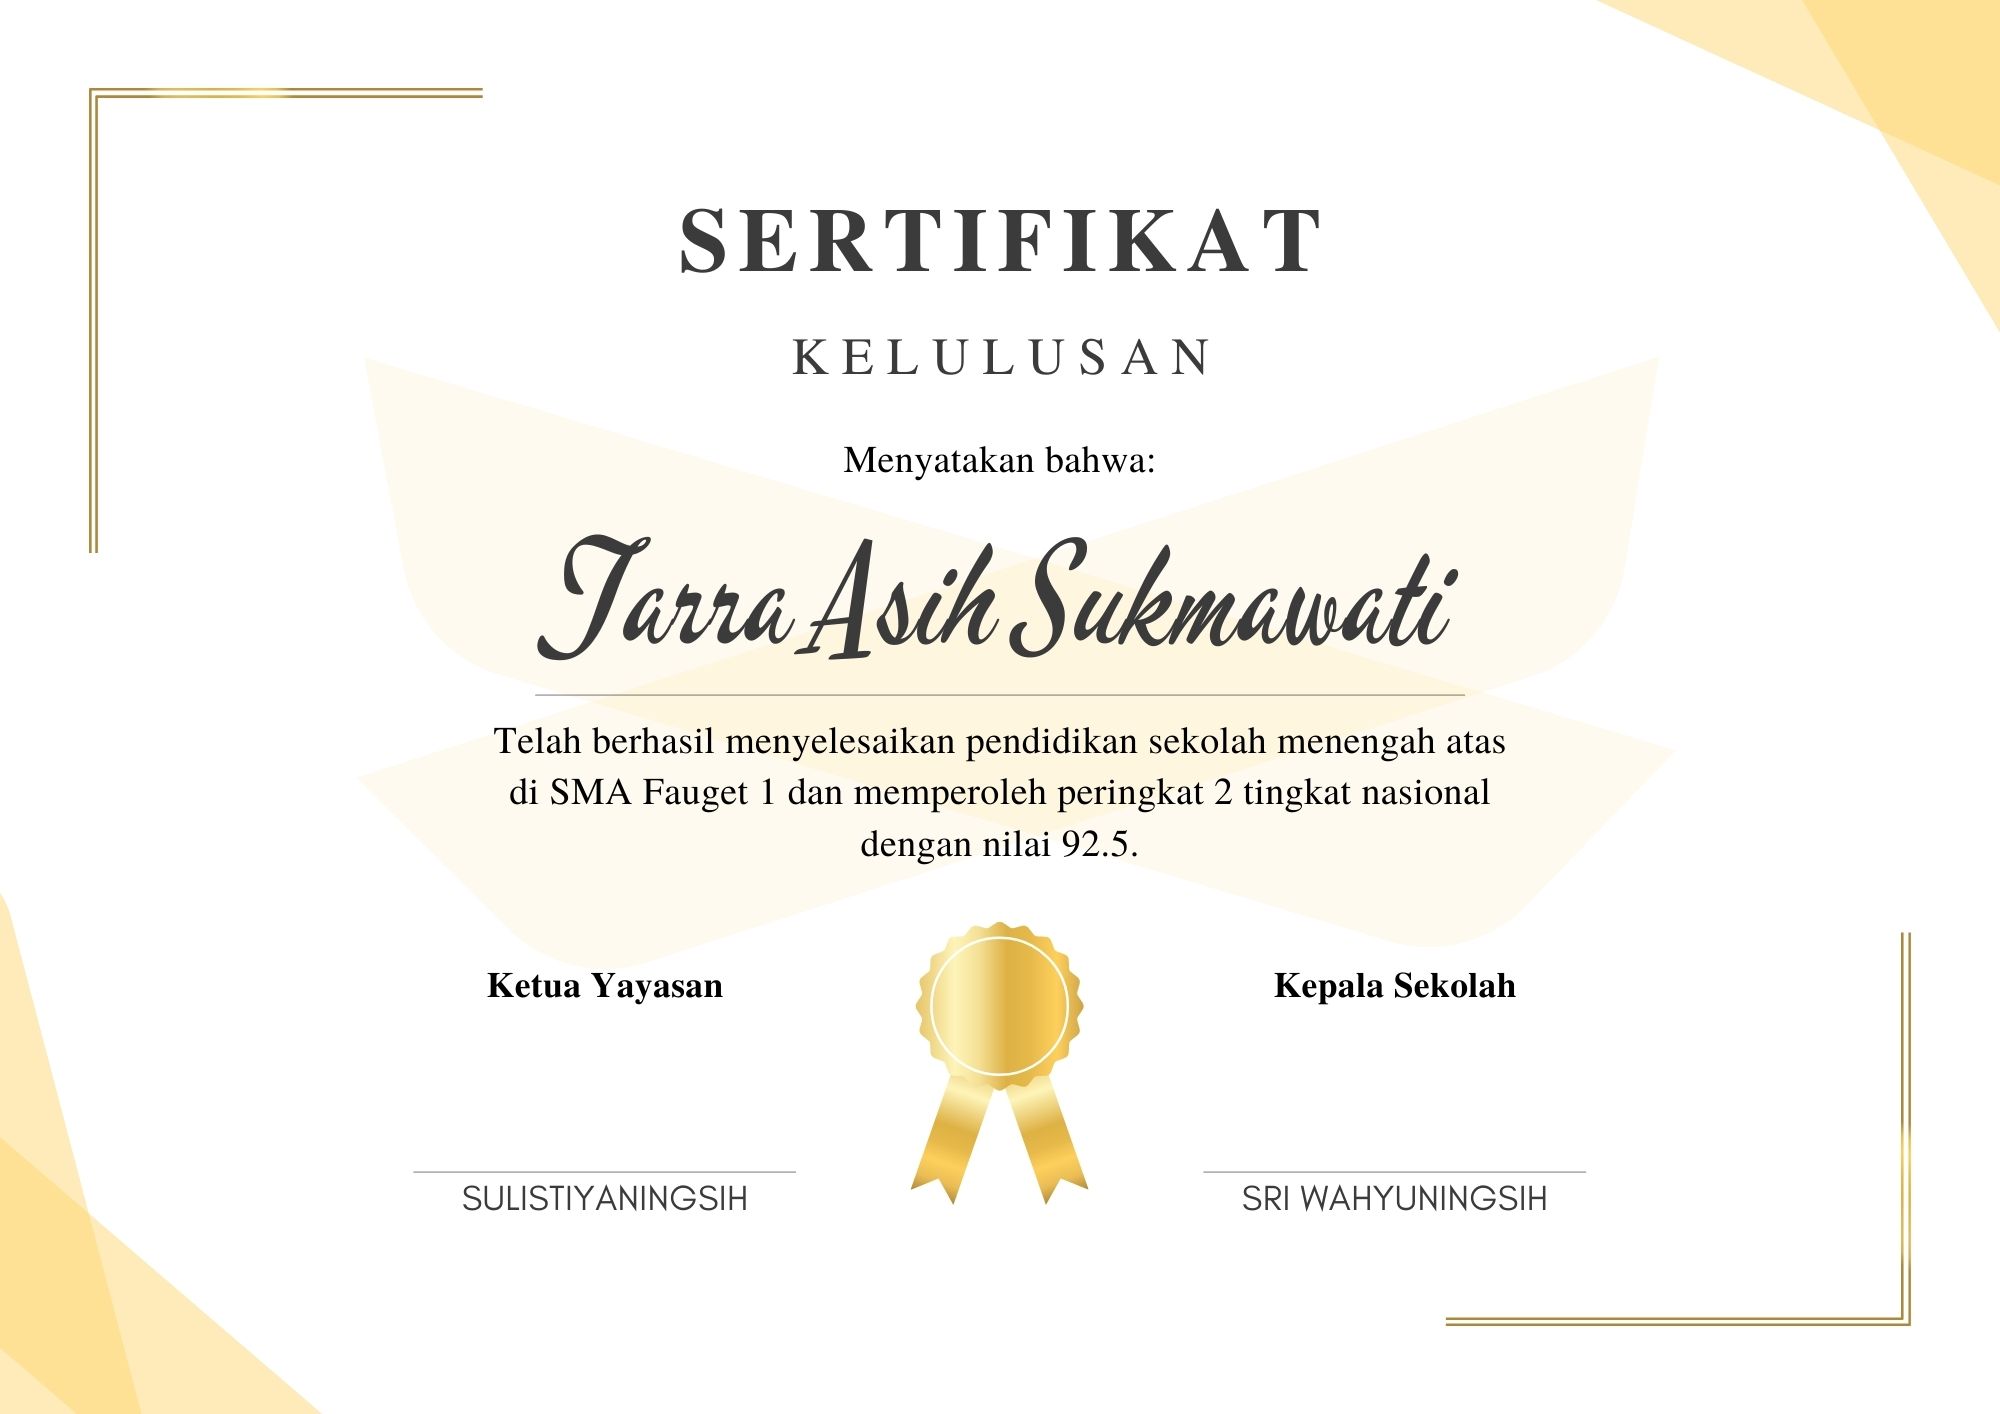 SERTIFIKAT
KELULUSAN
Menyatakan bahwa:
Tarra Asih Sukmawati
Telah berhasil menyelesaikan pendidikan sekolah menengah atas
di SMA Fauget 1 dan memperoleh peringkat 2 tingkat nasional
dengan nilai 92.5.
Ketua Yayasan
Kepala Sekolah
SULISTIYANINGSIH
SRI WAHYUNINGSIH